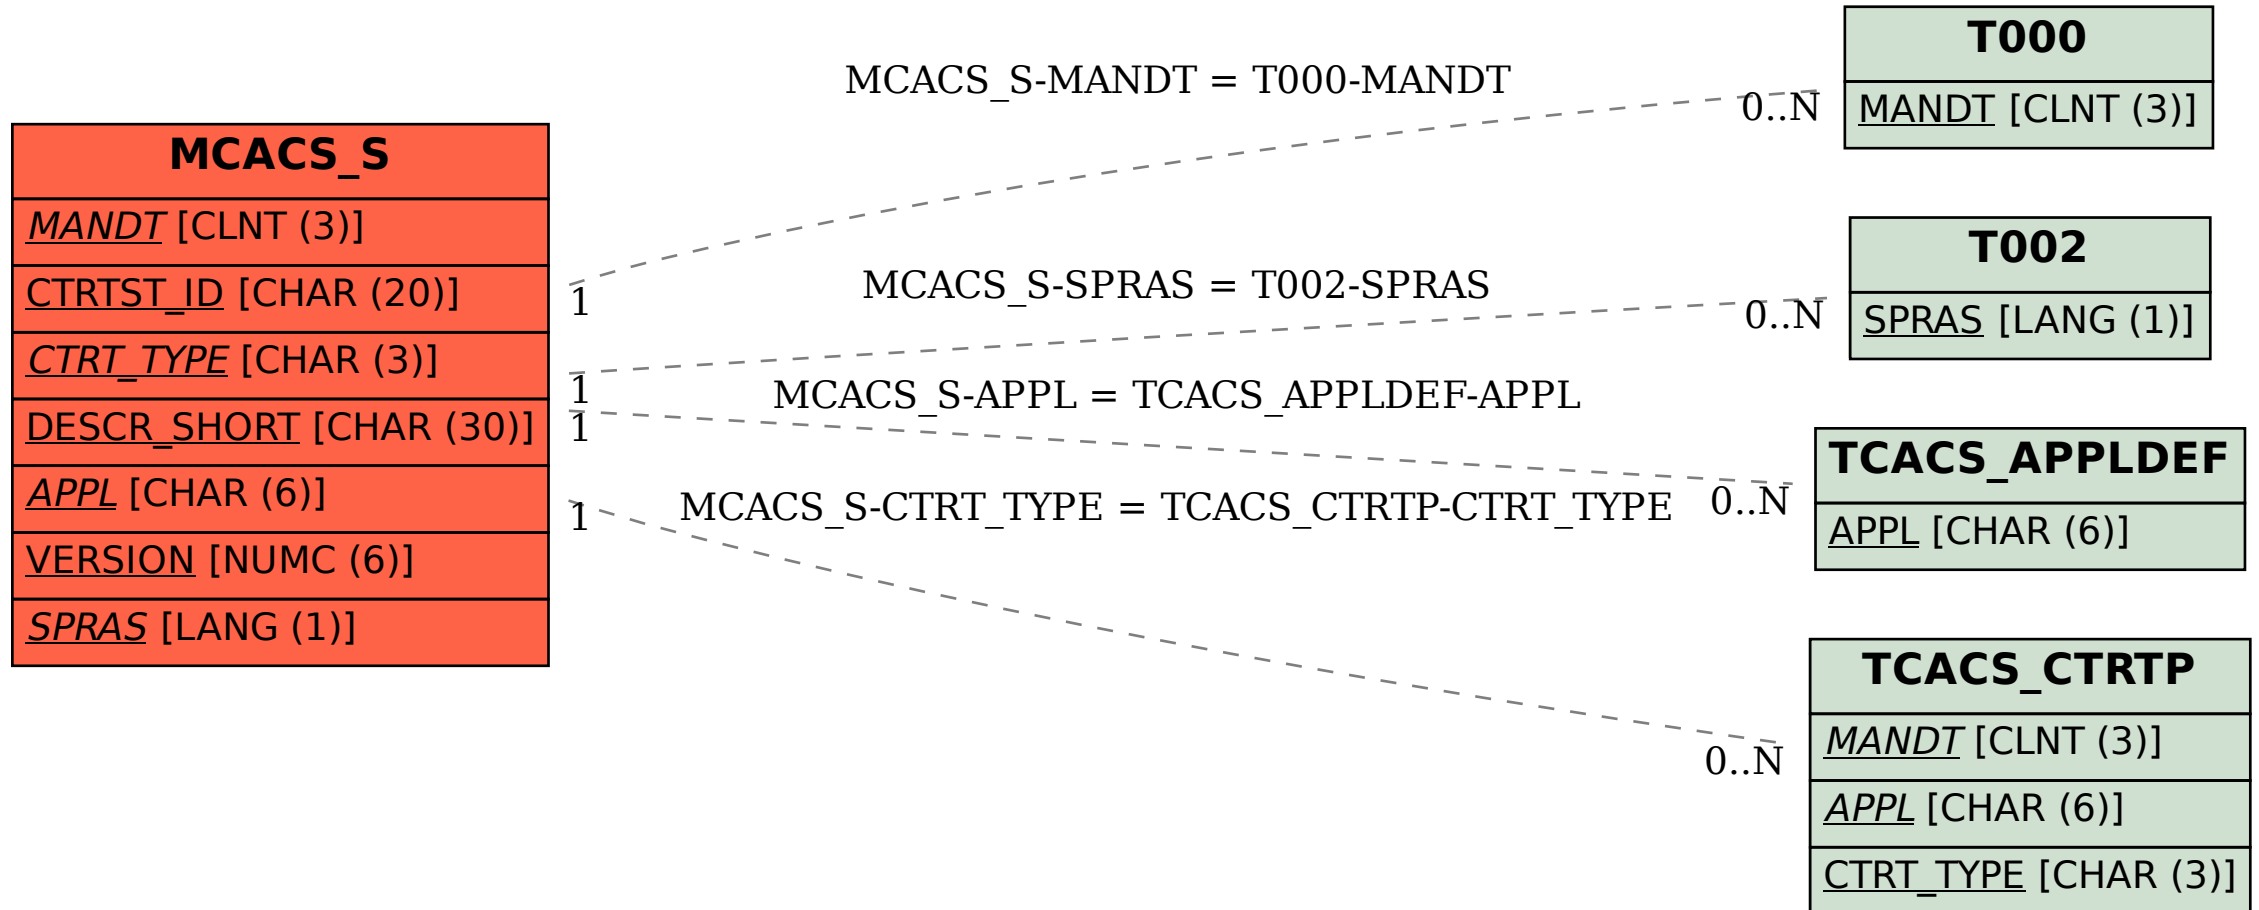 MCACS_S
MANDT [CLNT (3)]
CTRTST_ID [CHAR (20)]
CTRT_TYPE [CHAR (3)]
DESCR_SHORT [CHAR (30)]
APPL [CHAR (6)]
VERSION [NUMC (6)]
SPRAS [LANG (1)]
MCACS_S-MANDT = T000-MANDT
1
0..N
MCACS_S-SPRAS = T002-SPRAS
1
0..N
MCACS_S-APPL = TCACS_APPLDEF-APPL
1
0..N
MCACS_S-CTRT_TYPE = TCACS_CTRTP-CTRT_TYPE
1
0..N
T000
MANDT [CLNT (3)]
T002
SPRAS [LANG (1)]
TCACS_APPLDEF
APPL [CHAR (6)]
TCACS_CTRTP
MANDT [CLNT (3)]
APPL [CHAR (6)]
CTRT_TYPE [CHAR (3)]